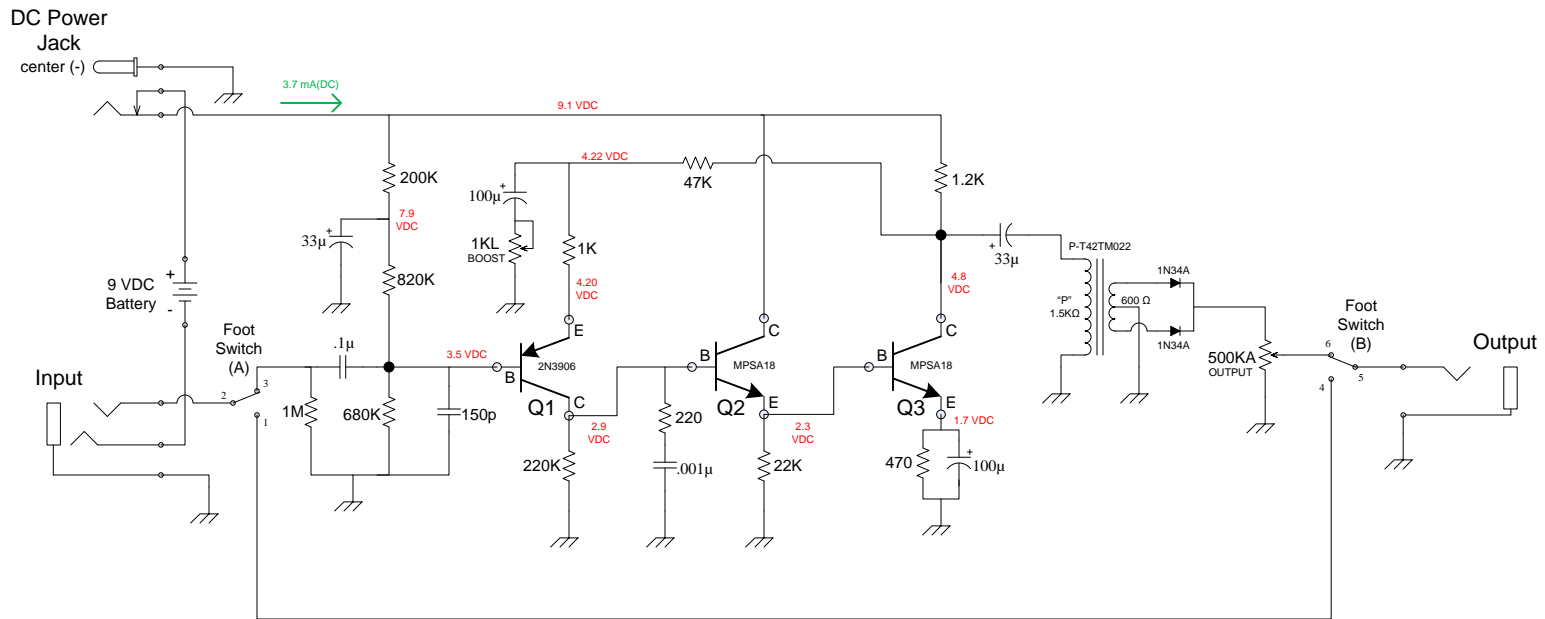 DC Power
Jack
center (-)
3.7 mA(DC)
9.1 VDC
4.22 VDC
47K
200K
1.2K
100µ
+
7.9
VDC
33µ
+
1KL
BOOST
1K
+
33µ
P-T42TM022
820K
4.20
VDC
4.8
VDC
1N34A
9 VDC
Battery
+
-
"P"
1.5KΩ
600 Ω
Foot
Switch
(A)
Foot
Switch
(B)
E
C
C
1N34A
.1µ
3.5 VDC
B
2N3906
B
MPSA18
B
MPSA18
500KA
OUTPUT
6
5
4
Output
Input
2
3
1
1M
680K
150p
C
Q1
Q2
E
Q3
E
220
2.9
VDC
2.3
VDC
1.7 VDC
220K
.001µ
22K
470
+
100µ